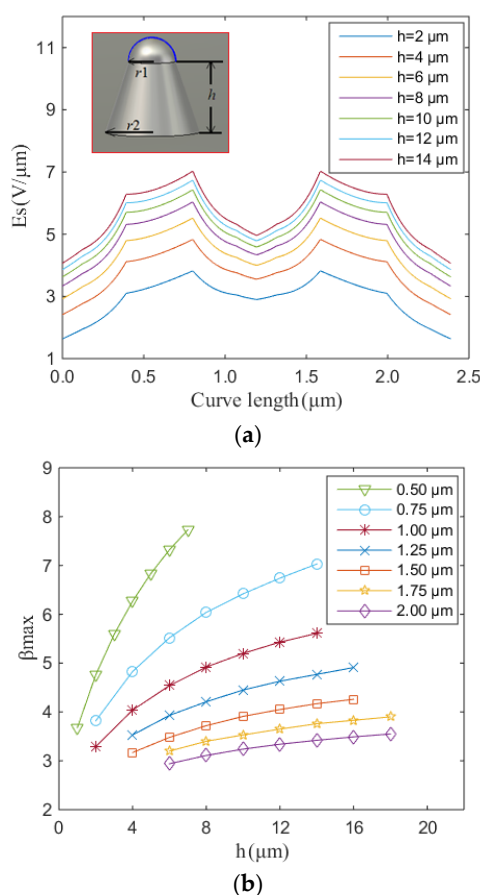 11
9
7
5
3
1
Es(V/μm)
r1
h
r2
h=2 μm
h=4 μm
h=6 μm
h=8 μm
h=10 μm
h=12 μm
h=14 μm
0.0 0.5 1.0 1.5 2.0 2.5
Curve length(μm)
(a)
9
8
7
6
5
4
3
2
βmax
0.50 μm
0.75 μm
1.00 μm
1.25 μm
1.50 μm
1.75 μm
2.00 μm
0 4 8 12 16 20
h(μm)
(b)